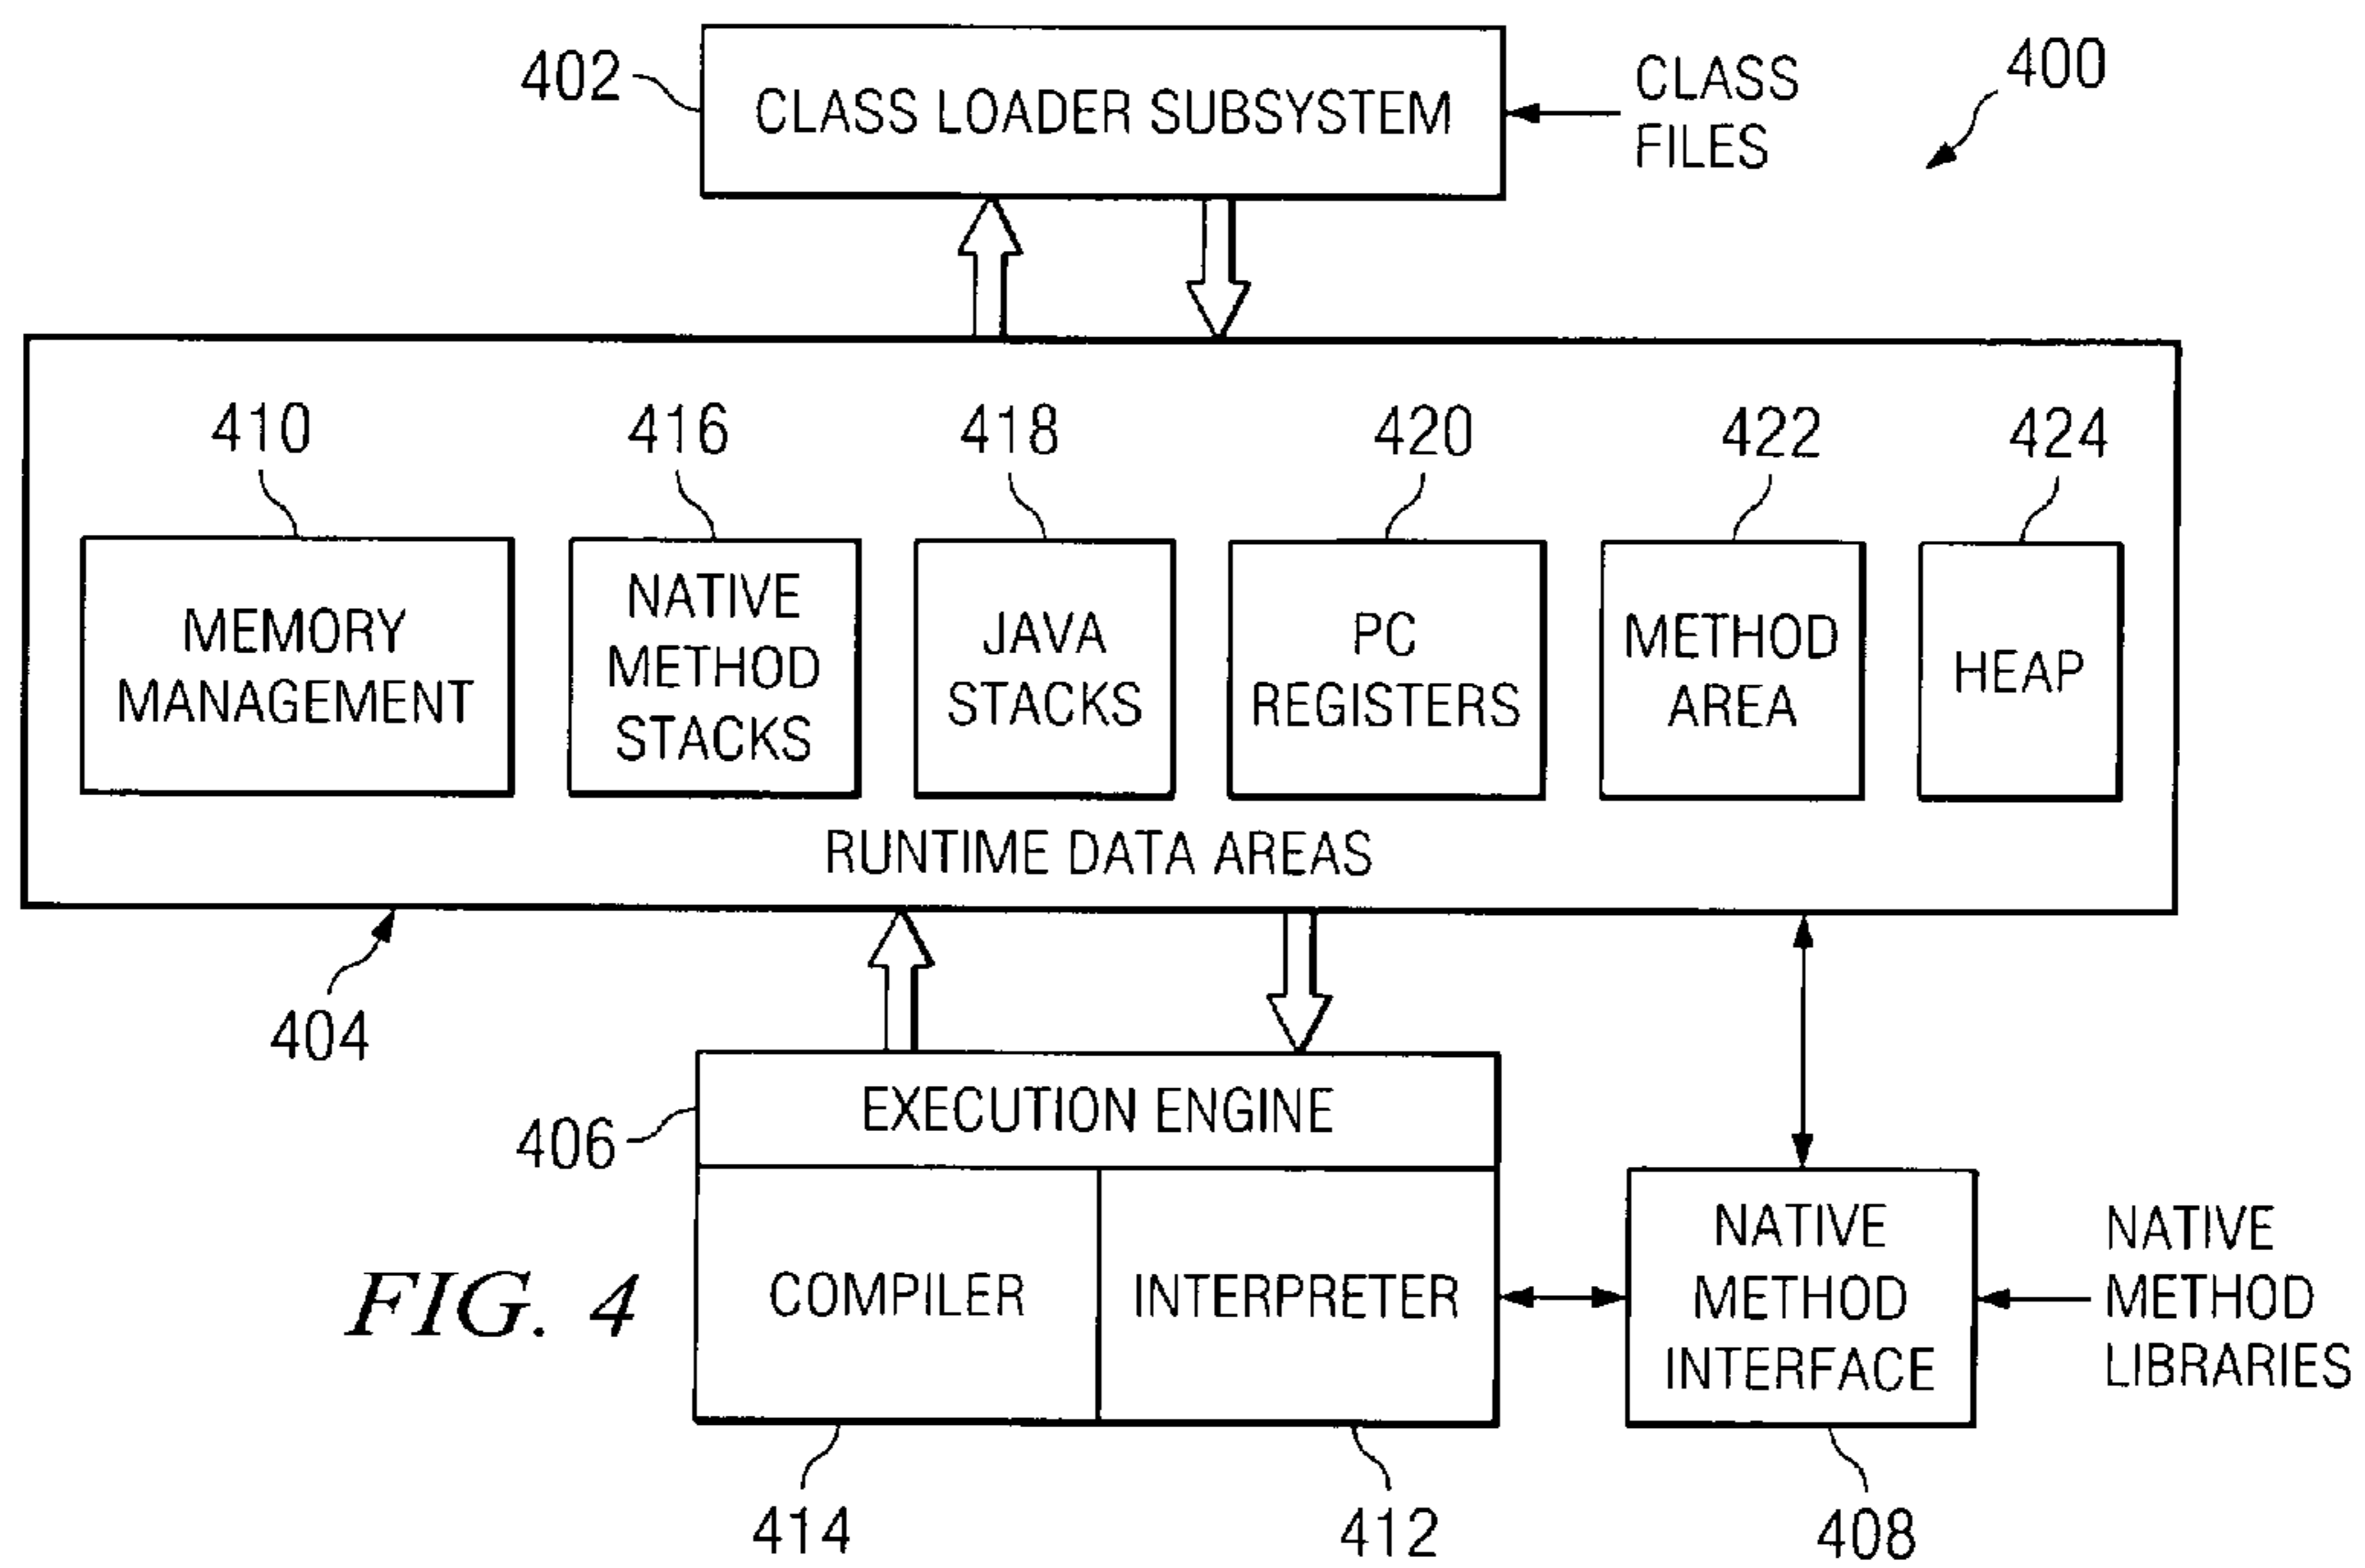 402
CLASS LOADER SUBSYSTEM
CLASS
FILES
400
410
416
418
420
422
424
MEMORY
MANAGEMENT
NATIVE
METHOD
STACKS
JAVA
STACKS
PC
REGISTERS
METHOD
AREA
HEAP
RUNTIME DATA AREAS
404
406
EXECUTION ENGINE
COMPILER
INTERPRETER
NATIVE
METHOD
INTERFACE
NATIVE
METHOD
LIBRARIES
FIG. 4
414
412
408